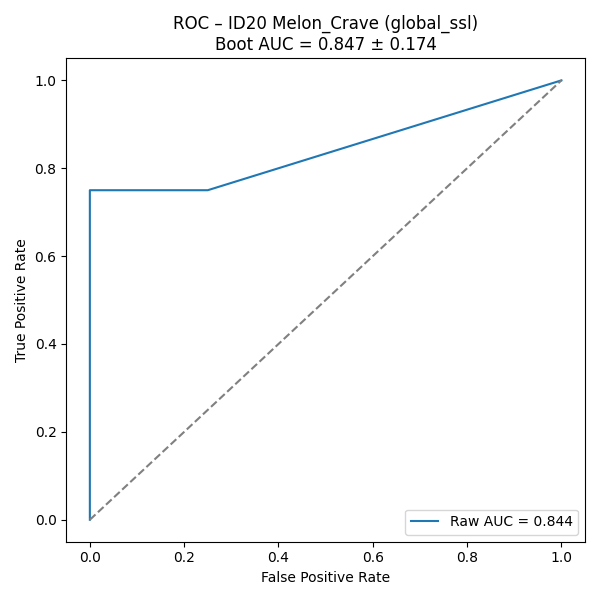 ROC – ID20 Melon_Crave (global_ssl)
Boot AUC = 0.847 ± 0.174
True Positive Rate
1.0
0.8
0.6
0.4
0.2
0.0
Raw AUC = 0.844
0.0 0.2 0.4 0.6 0.8 1.0
False Positive Rate